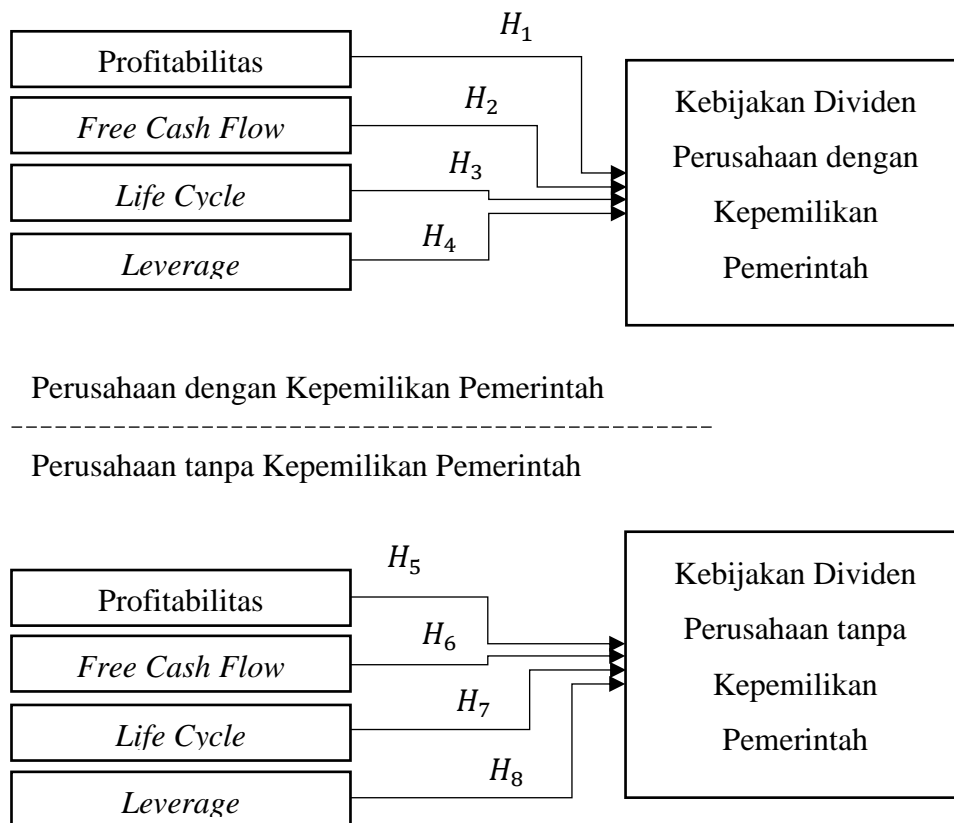 H₁
Profitabilitas
H₂
Free Cash Flow
H₃
Life Cycle
H₄
Leverage
Kebijakan Dividen
Perusahaan dengan
Kepemilikan
Pemerintah
Perusahaan dengan Kepemilikan Pemerintah
Perusahaan tanpa Kepemilikan Pemerintah
H₅
Profitabilitas
H₆
Free Cash Flow
H₇
Life Cycle
H₈
Leverage
Kebijakan Dividen
Perusahaan tanpa
Kepemilikan
Pemerintah